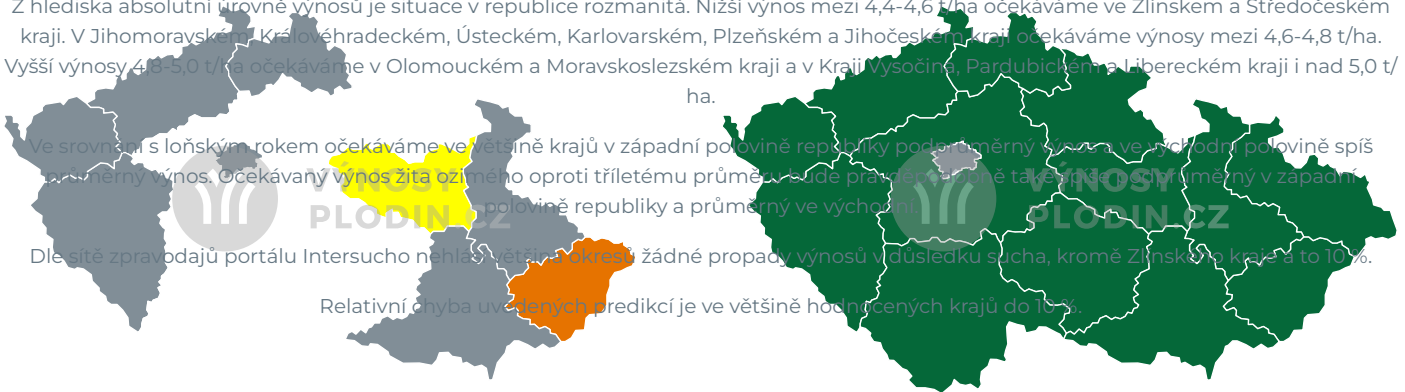 Z hlediska absolutní úrovně výnosů je situace v republice rozmanitá. Nižší výnos mezi 4,4-4,6 t/ha očekáváme ve Zlínském a Středočeském
kraji. V Jihomoravském, Královéhradeckém, Ústeckém, Karlovarském, Plzeňském a Jihočeském kraji očekáváme výnosy mezi 4,6-4,8 t/ha.
Vyšší výnosy 4,8-5,0 t/ha očekáváme v Olomouckém a Moravskoslezském kraji a v Kraji Vysočina, Pardubickém a Libereckém kraji i nad 5,0 t/
ha.
Ve srovnání s loňským rokem očekáváme ve většině krajů v západní polovině republiky podprůměrný výnos a ve východní polovině spíš
průměrný výnos. Očekávaný výnos žita ozimého oproti tříletému průměru bude pravděpodobně také spíše podprůměrný v západní
polovině republiky a průměrný ve východní.
VÝNOSY
PLODIN.CZ
VÝNOSY
PLODIN.CZ
Dle sítě zpravodajů portálu Intersucho nehlásí většina okresů žádné propady výnosů v důsledku sucha, kromě Zlínského kraje a to 10 %.
Relativní chyba uvedených predikcí je ve většině hodnocených krajů do 10 %.